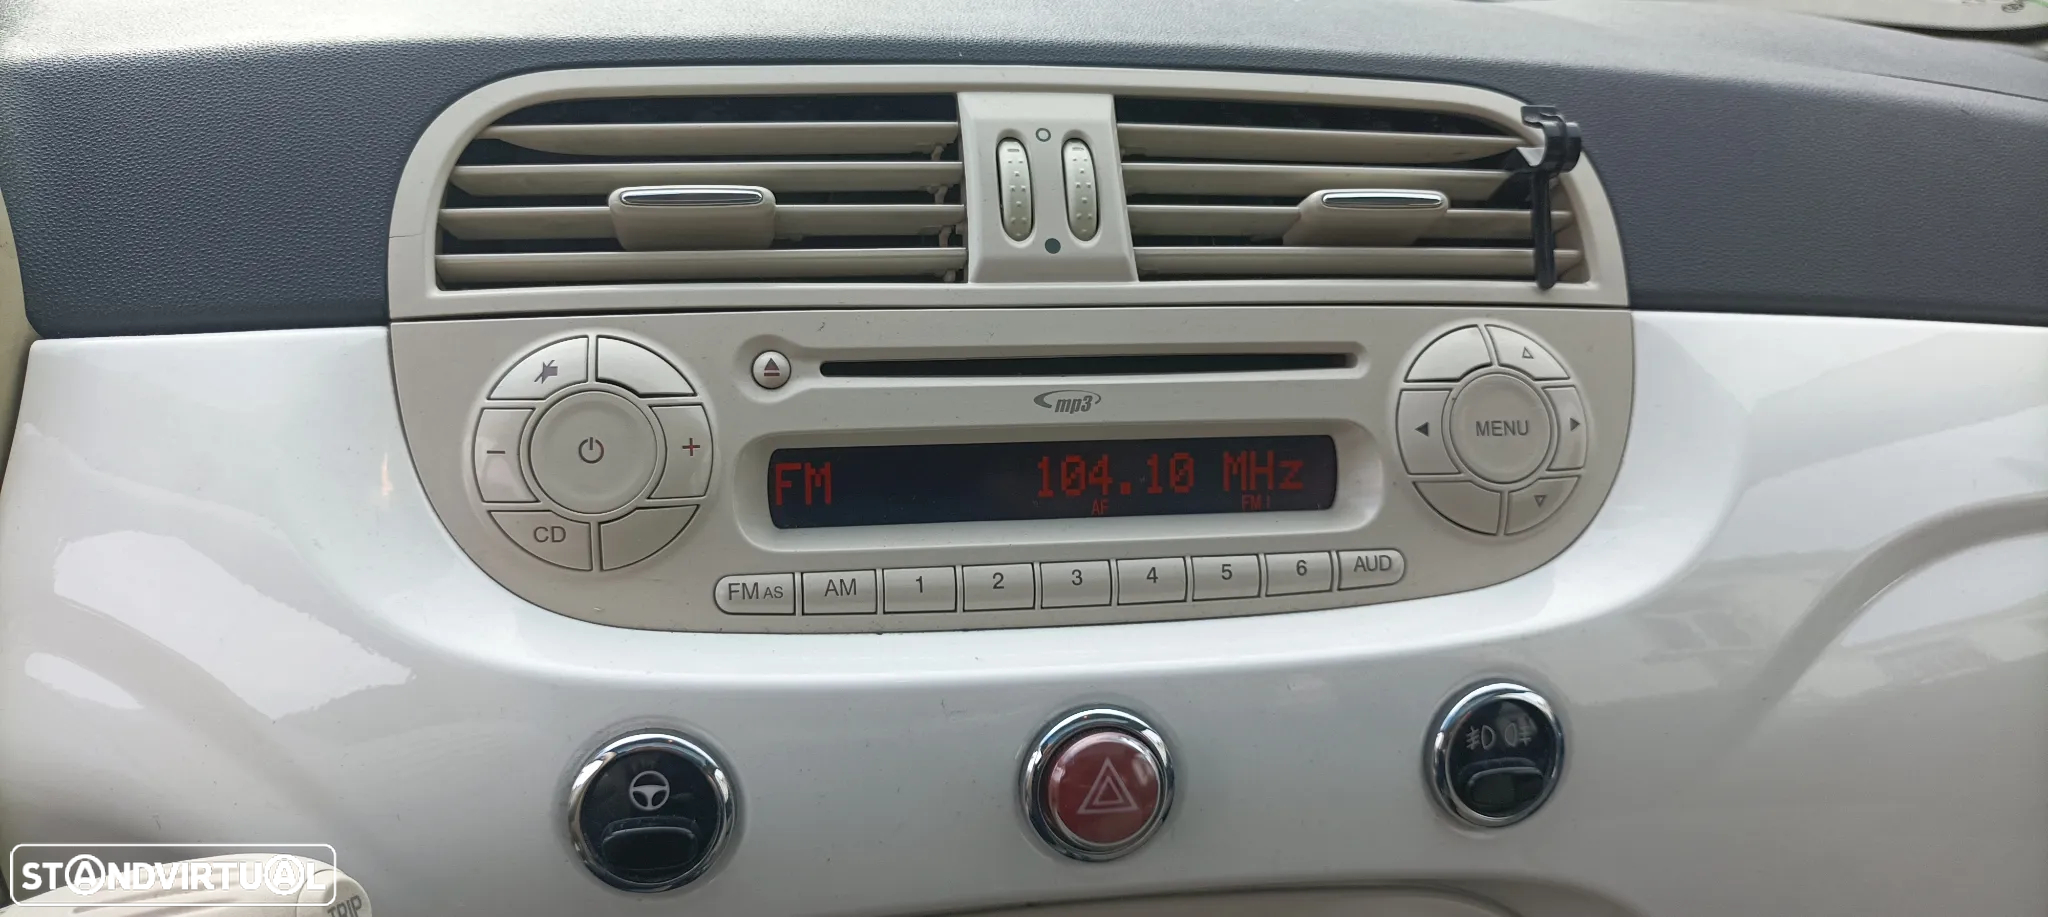 mp3
FM 104.10 MHz
AF FM1
MENU
CD
FM AS AM 1 2 3 4 5 6 AUD
STANDVIRTUAL
TRIP